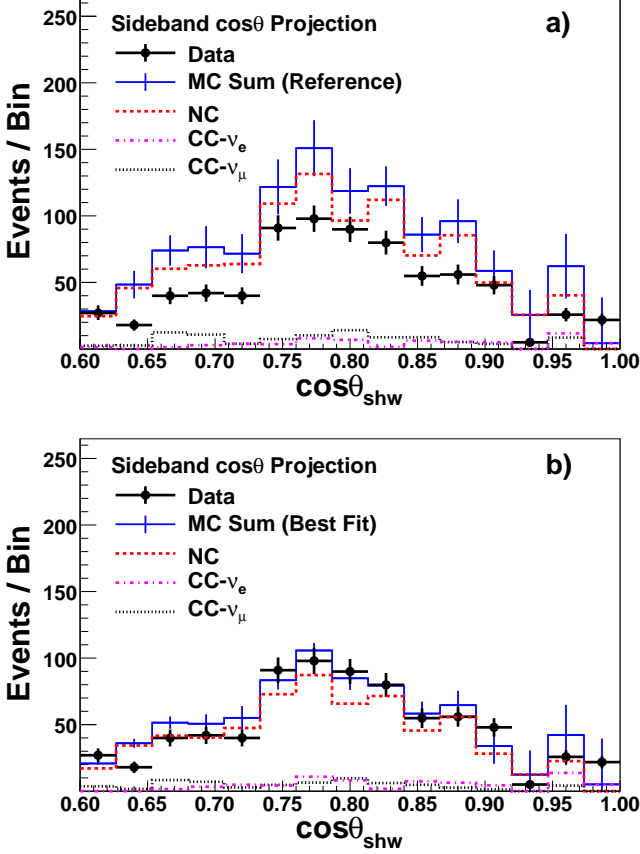 Sideband cosθ Projection
a)
Data
MC Sum (Reference)
NC
CC-νe
CC-νμ
Events / Bin
250
200
150
100
50
0.60 0.65 0.70 0.75 0.80 0.85 0.90 0.95 1.00
cosθshw
Sideband cosθ Projection
b)
Data
MC Sum (Best Fit)
NC
CC-νe
CC-νμ
Events / Bin
250
200
150
100
50
0.60 0.65 0.70 0.75 0.80 0.85 0.90 0.95 1.00
cosθshw